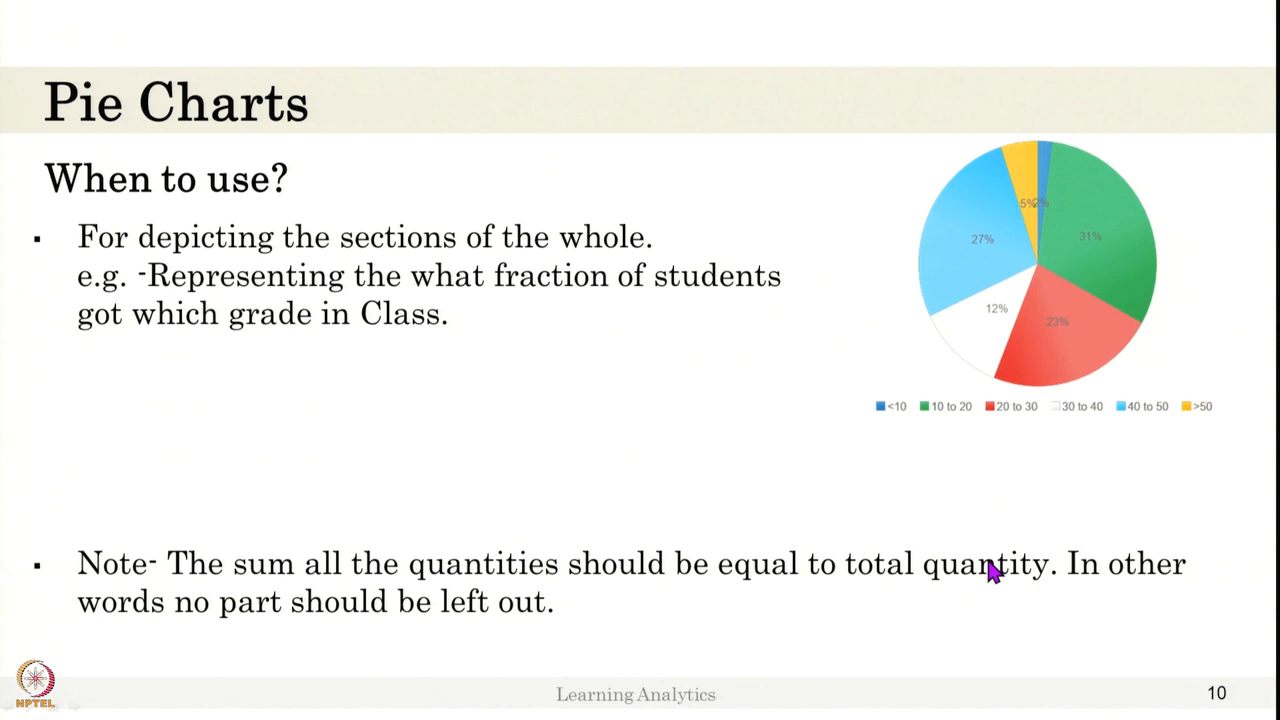 Pie Charts
When to use?
▪ For depicting the sections of the whole.
e.g. -Representing the what fraction of students
got which grade in Class.
5%
2%
27%
31%
12%
23%
<10 10 to 20 20 to 30 30 to 40 40 to 50 >50
▪ Note- The sum all the quantities should be equal to total quantity. In other
words no part should be left out.
NPTEL
Learning Analytics
10